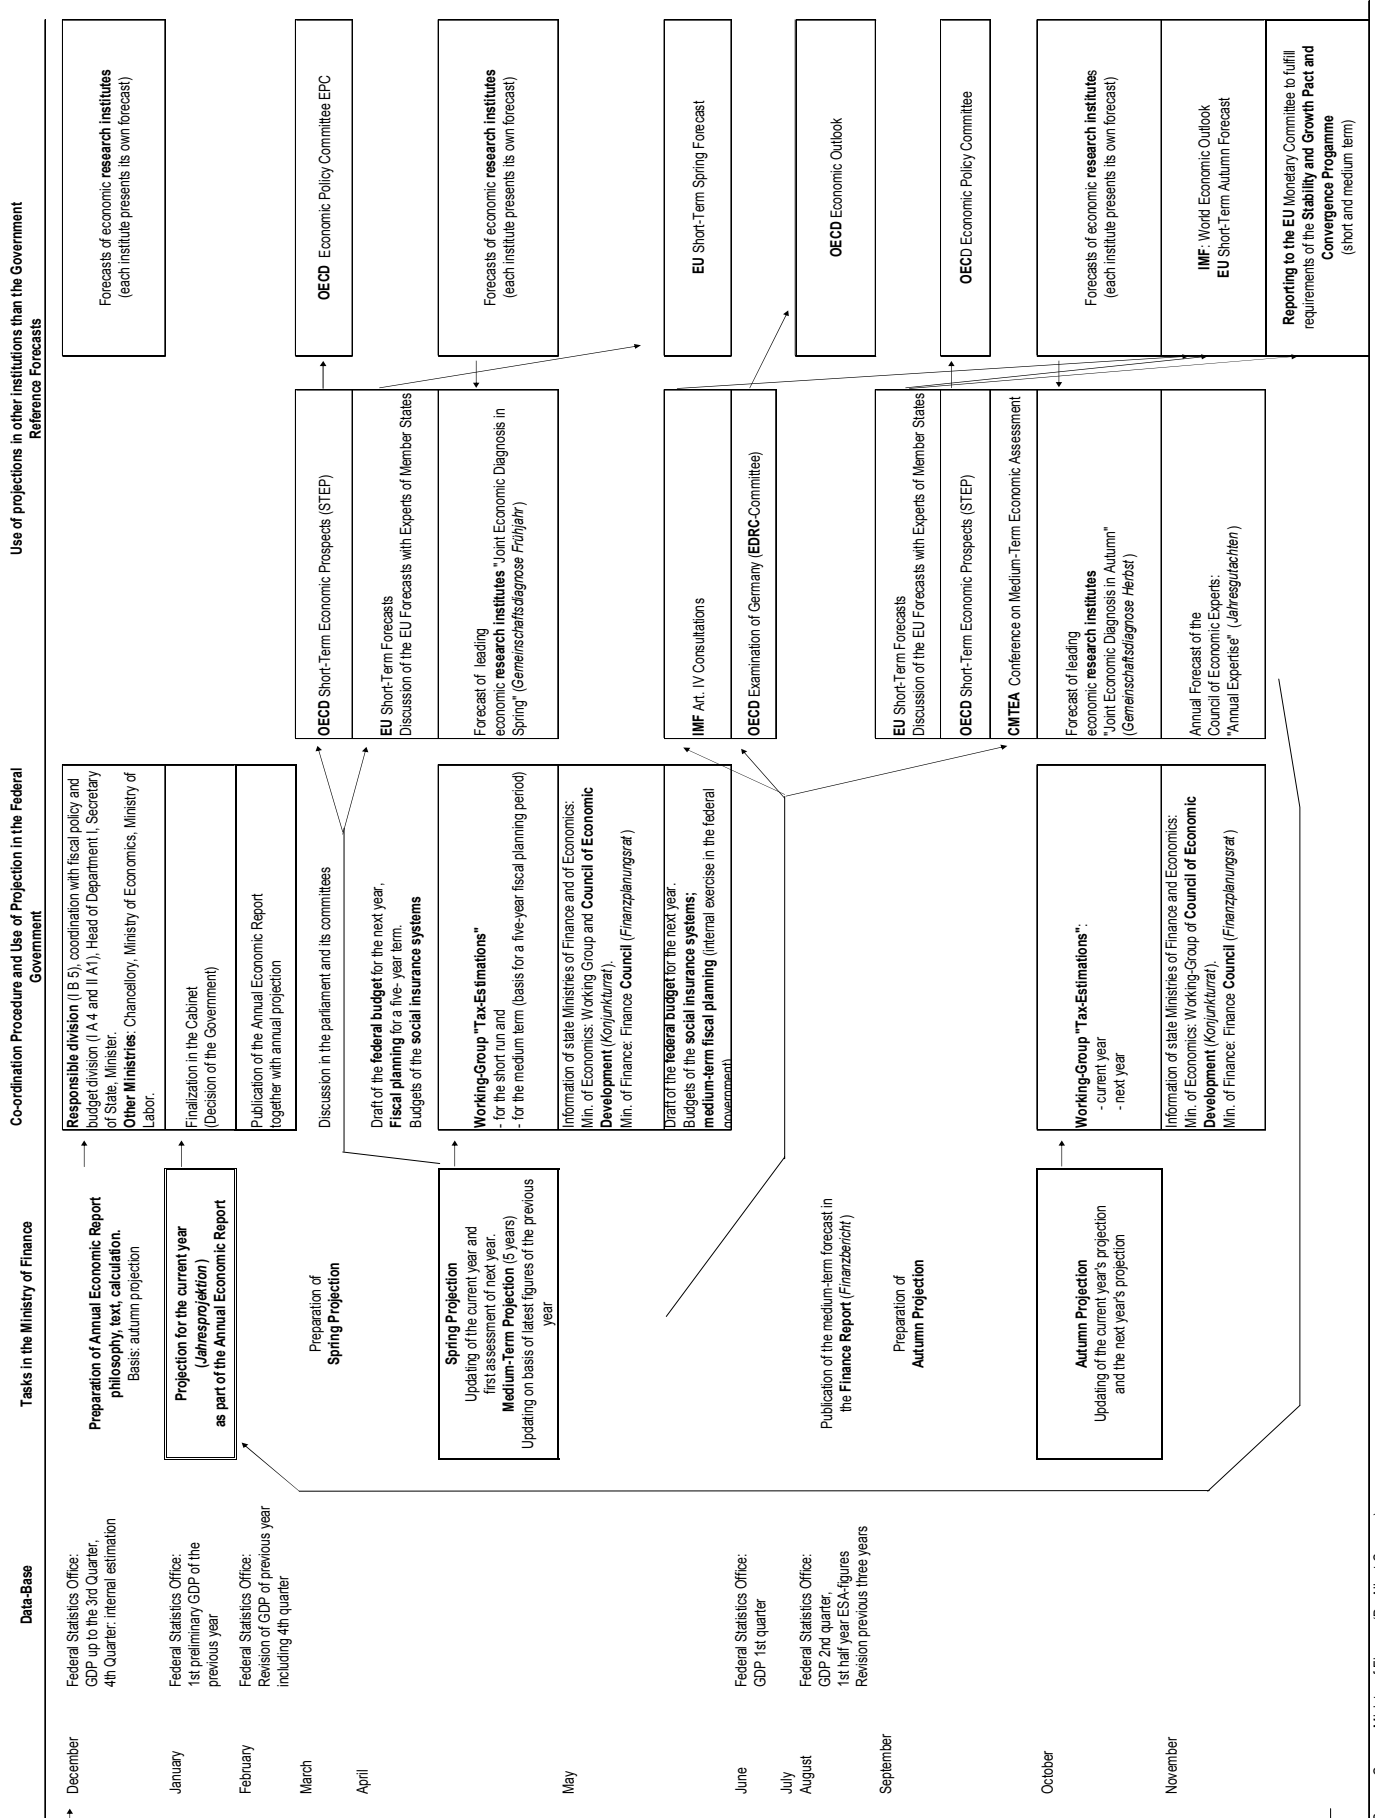 Data-Base
Tasks in the Ministry of Finance
Co-ordination Procedure and Use of Projection in the Federal
Government
Use of projections in other institutions than the Government
Reference Forecasts
December
Federal Statistics Office:
GDP up to the 3rd Quarter,
4th Quarter: internal estimation
Preparation of Annual Economic Report
philosophy, text, calculation.
Basis: autumn projection
Responsible division (I B 5), coordination with fiscal policy and
budget division (I A 4 and II A1), Head of Department I, Secretary
of State, Minister.
Other Ministries: Chancellory, Ministry of Economics, Ministry of
Labor.
Forecasts of economic research institutes
(each institute presents its own forecast)
January
Federal Statistics Office:
1st preliminary GDP of the
previous year
Projection for the current year
(Jahresprojektion)
as part of the Annual Economic Report
Finalization in the Cabinet
(Decision of the Government)
February
Federal Statistics Office:
Revision of GDP of previous year
including 4th quarter
Publication of the Annual Economic Report
together with annual projection
March
Preparation of
Spring Projection
Discussion in the parliament and its committees
OECD Short-Term Economic Prospects (STEP)
OECD Economic Policy Committee EPC
April
Draft of the federal budget for the next year,
Fiscal planning for a five- year term.
Budgets of the social insurance systems
EU Short-Term Forecasts
Discussion of the EU Forecasts with Experts of Member States
Spring Projection
Updating of the current year and
first assessment of next year.
Medium-Term Projection (5 years)
Updating on basis of latest figures of the previous
year
Working-Group "Tax-Estimations"
- for the short run and
- for the medium term (basis for a five-year fiscal planning period)
Forecast of leading
economic research institutes "Joint Economic Diagnosis in
Spring" (Gemeinschaftsdiagnose Frühjahr)
Forecasts of economic research institutes
(each institute presents its own forecast)
May
Information of state Ministries of Finance and of Economics:
Min. of Economics: Working Group and Council of Economic
Development (Konjunkturrat).
Min. of Finance: Finance Council (Finanzplanungsrat)
Draft of the federal budget for the next year.
Budgets of the social insurance systems;
medium-term fiscal planning (internal exercise in the federal
government)
IMF Art. IV Consultations
EU Short-Term Spring Forecast
June
Federal Statistics Office:
GDP 1st quarter
OECD Examination of Germany (EDRC-Committee)
July
August
Federal Statistics Office:
GDP 2nd quarter,
1st half year ESA-figures
Revision previous three years
Publication of the medium-term forecast in
the Finance Report (Finanzbericht)
OECD Economic Outlook
September
Preparation of
Autumn Projection
EU Short-Term Forecasts
Discussion of the EU Forecasts with Experts of Member States
OECD Short-Term Economic Prospects (STEP)
OECD Economic Policy Committee
CMTEA Conference on Medium-Term Economic Assessment
October
Autumn Projection
Updating of the current year's projection
and the next year's projection
Working-Group "Tax-Estimations":
- current year
- next year
Forecast of leading
economic research institutes
"Joint Economic Diagnosis in Autumn"
(Gemeinschaftsdiagnose Herbst)
Forecasts of economic research institutes
(each institute presents its own forecast)
November
Information of state Ministries of Finance and Economics:
Min. of Economics: Working-Group of Council of Economic
Development (Konjunkturrat).
Min. of Finance: Finance Council (Finanzplanungsrat)
Annual Forecast of the
Council of Economic Experts:
"Annual Expertise" (Jahresgutachten)
IMF: World Economic Outlook
EU Short-Term Autumn Forecast
Reporting to the EU Monetary Committee to fulfill
requirements of the Stability and Growth Pact and
Convergence Progamme
(short and medium term)